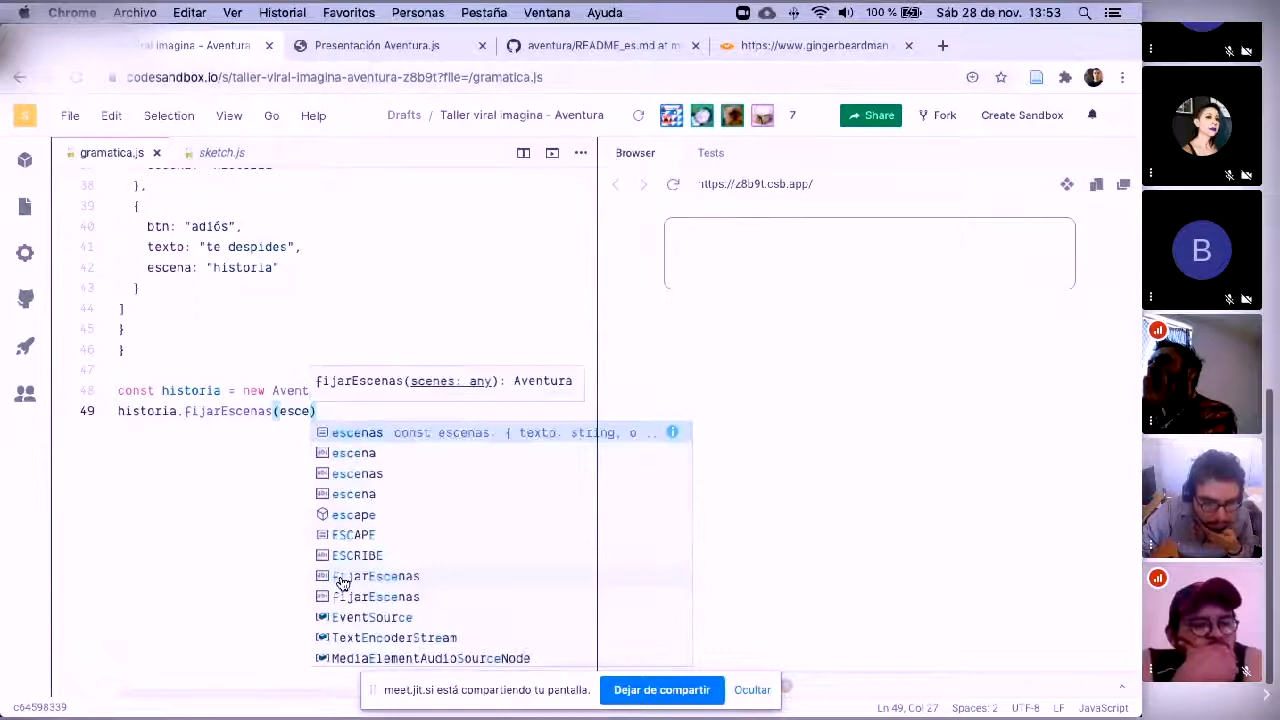 Chrome Archivo Editar Ver Historial Favoritos Personas Pestaña Ventana Ayuda 100 % Sáb 28 de nov. 13:53
viral imagina - Aventura Presentación Aventura.js aventura/README_es.md at m https://www.gingerbeardman
codesandbox.io/s/taller-viral-imagina-aventura-z8b9t?file=/gramatica.js
File Edit Selection View Go Help Drafts / Taller viral imagina - Aventura 7 Share Fork Create Sandbox
gramatica.js sketch.js Browser Tests
38 },
https://z8b9t.csb.app/
39 {
40 btn: "adiós",
41 texto: "te despides",
42 escena: "historia"
43 }
44 ]
45 }
46 }
47
fijarEscenas(scenes: any): Aventura
48 const historia = new Avent
49 historia.fijarEscenas(esce)
escenas const escenas. { texto. string, o ..
escena
escenas
escena
escape
ESCAPE
ESCRIBE
fijarEscenas
fijarEscenas
EventSource
TextEncoderStream
MediaElementAudioSourceNode
meet.jit.si está compartiendo tu pantalla. Dejar de compartir Ocultar
c64598339 Ln 49, Col 27 Spaces: 2 UTF-8 LF JavaScript
B